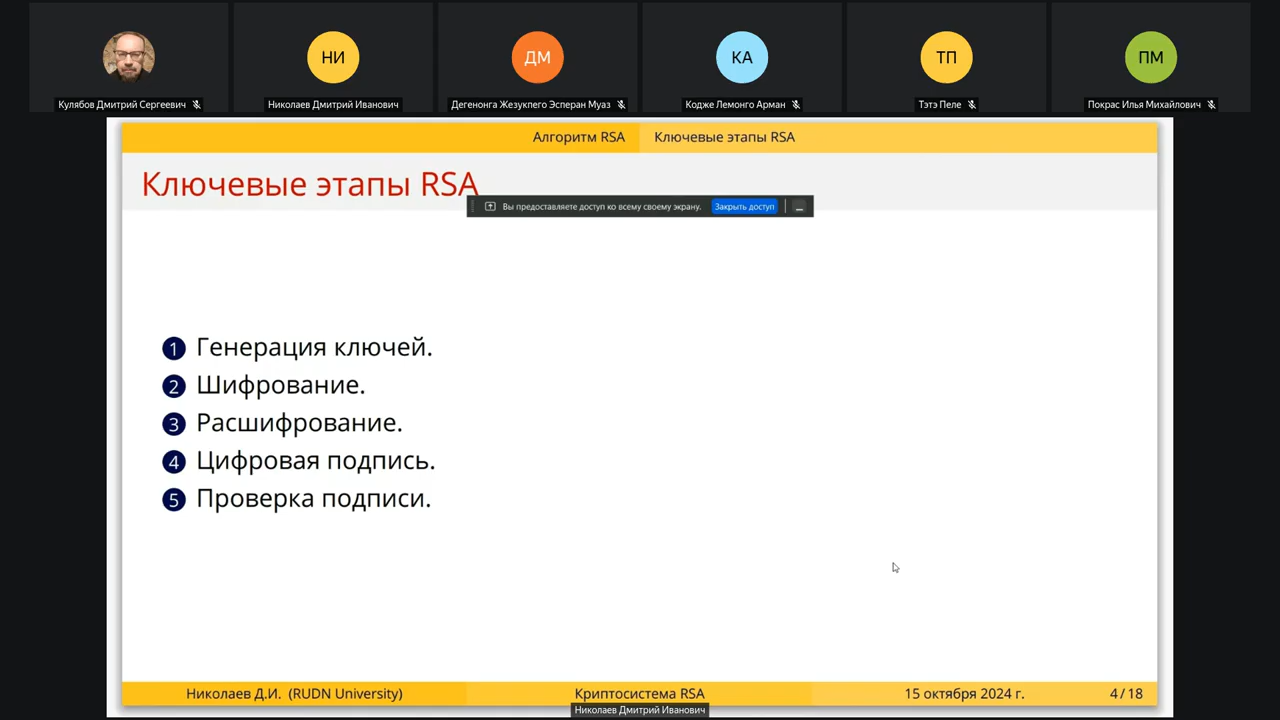 НИ
ДМ
КА
ТП
ПМ
Кулябов Дмитрий Сергеевич
Николаев Дмитрий Иванович
Дегенонга Жезукпего Эсперан Муаз
Кодже Лемонго Арман
Тэтэ Пеле
Покрас Илья Михайлович
Алгоритм RSA
Ключевые этапы RSA
Ключевые этапы RSA
Вы предоставляете доступ ко всему своему экрану.
Закрыть доступ
1 Генерация ключей.
2 Шифрование.
3 Расшифрование.
4 Цифровая подпись.
5 Проверка подписи.
Николаев Д.И. (RUDN University)
Криптосистема RSA
15 октября 2024 г.
4 / 18
Николаев Дмитрий Иванович